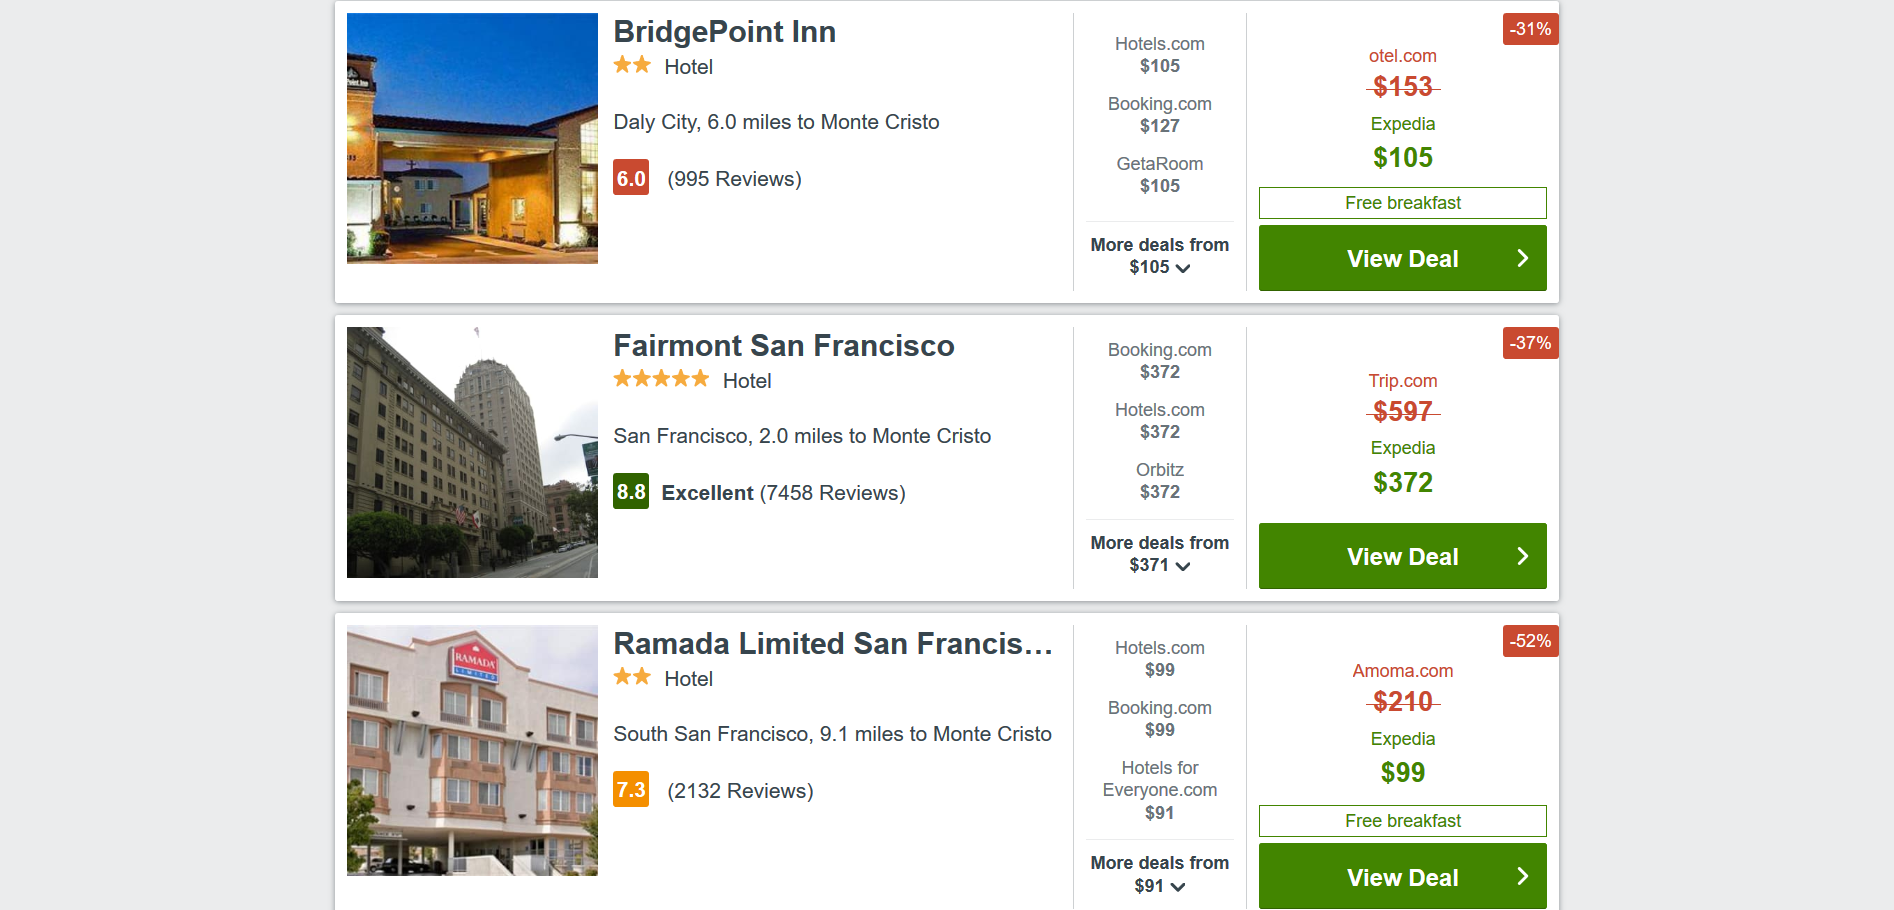 BridgePoint Inn
Hotel
Daly City, 6.0 miles to Monte Cristo
6.0 (995 Reviews)
Hotels.com
$105
Booking.com
$127
GetaRoom
$105
More deals from
$105
-31%
otel.com
$153
Expedia
$105
Free breakfast
View Deal
Fairmont San Francisco
Hotel
San Francisco, 2.0 miles to Monte Cristo
8.8 Excellent (7458 Reviews)
Booking.com
$372
Hotels.com
$372
Orbitz
$372
More deals from
$371
-37%
Trip.com
$597
Expedia
$372
View Deal
RAMADA
LIMITED
Ramada Limited San Francis...
Hotel
South San Francisco, 9.1 miles to Monte Cristo
7.3 (2132 Reviews)
Hotels.com
$99
Booking.com
$99
Hotels for
Everyone.com
$91
More deals from
$91
-52%
Amoma.com
$210
Expedia
$99
Free breakfast
View Deal